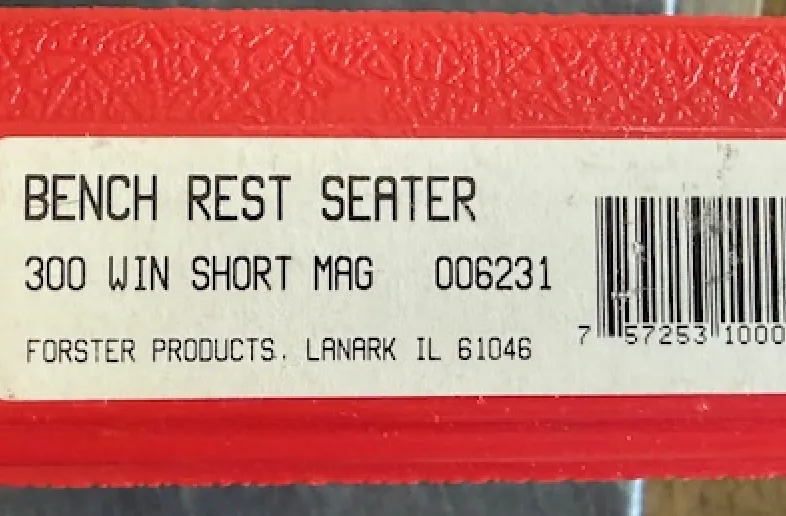 BENCH REST SEATER
300 WIN SHORT MAG 006231
FORSTER PRODUCTS. LANARK IL 61046
7 57253 1000